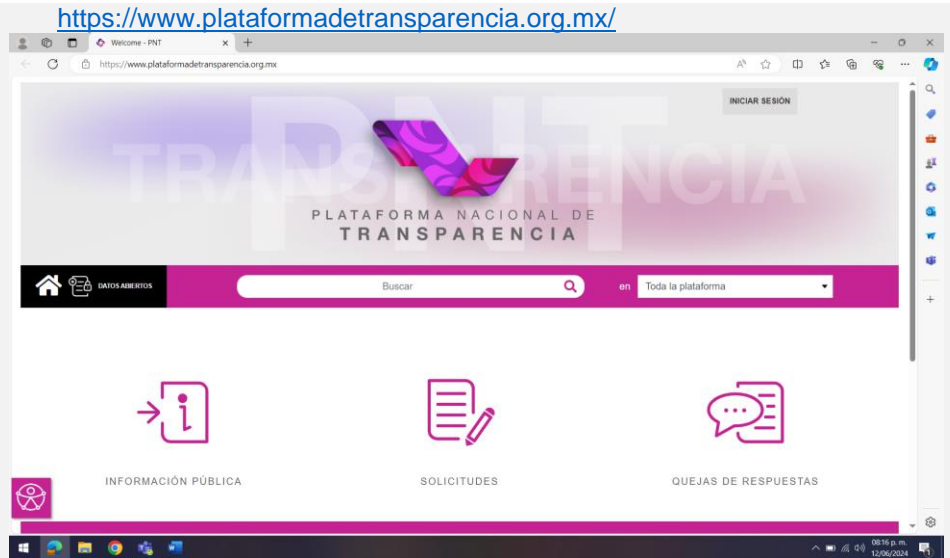 https://www.plataformadetransparencia.org.mx/
Welcome - PNT
https://www.plataformadetransparencia.org.mx
INICIAR SESIÓN
PNT
TRANSPARENCIA
PLATAFORMA NACIONAL DE
TRANSPARENCIA
DATOS ABIERTOS
Buscar
en
Toda la plataforma
INFORMACIÓN PÚBLICA
SOLICITUDES
QUEJAS DE RESPUESTAS
08:16 p. m.
12/06/2024